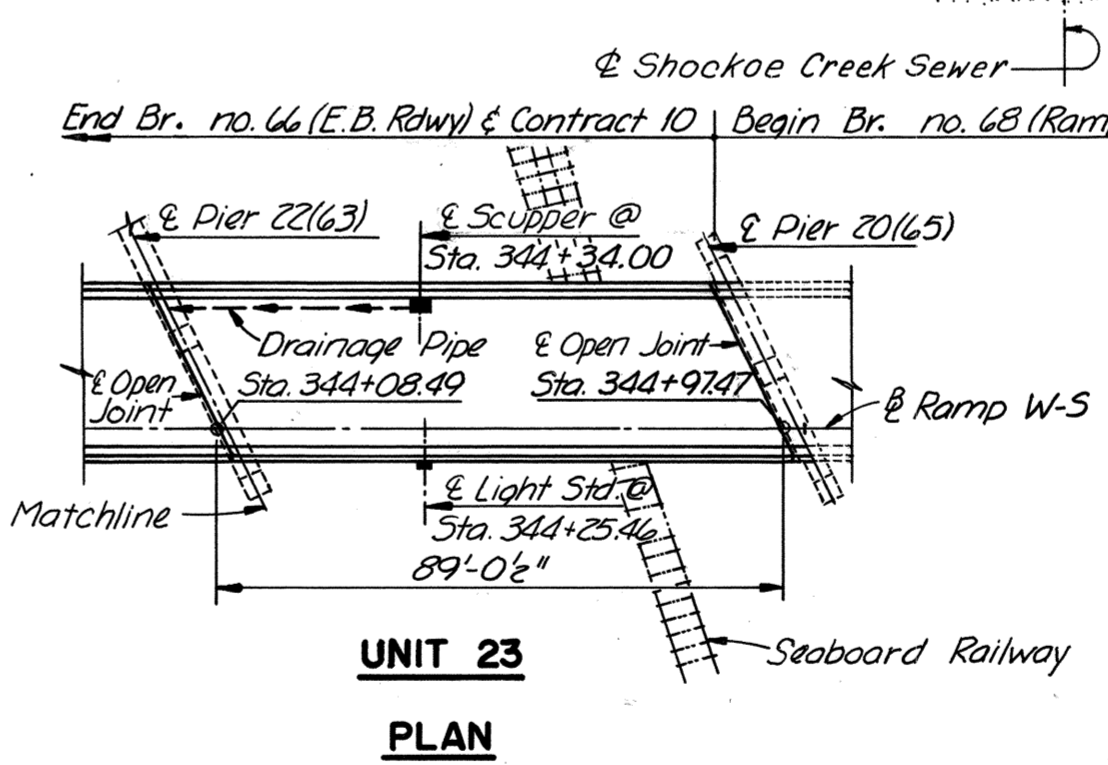 ℄ Shockoe Creek Sewer
End Br. no. 66 (E.B. Rdwy) & Contract 10
Begin Br. no. 68 (Ram
℄ Pier 22(63)
℄ Scupper @
Sta. 344+34.00
℄ Pier 20(65)
Drainage Pipe
℄ Open Joint
Sta. 344+08.49
℄ Open Joint
Sta. 344+97.47
℄ Ramp W-S
Matchline
℄ Light Std @
Sta. 344+25.46
89'-0½"
UNIT 23
Seaboard Railway
PLAN